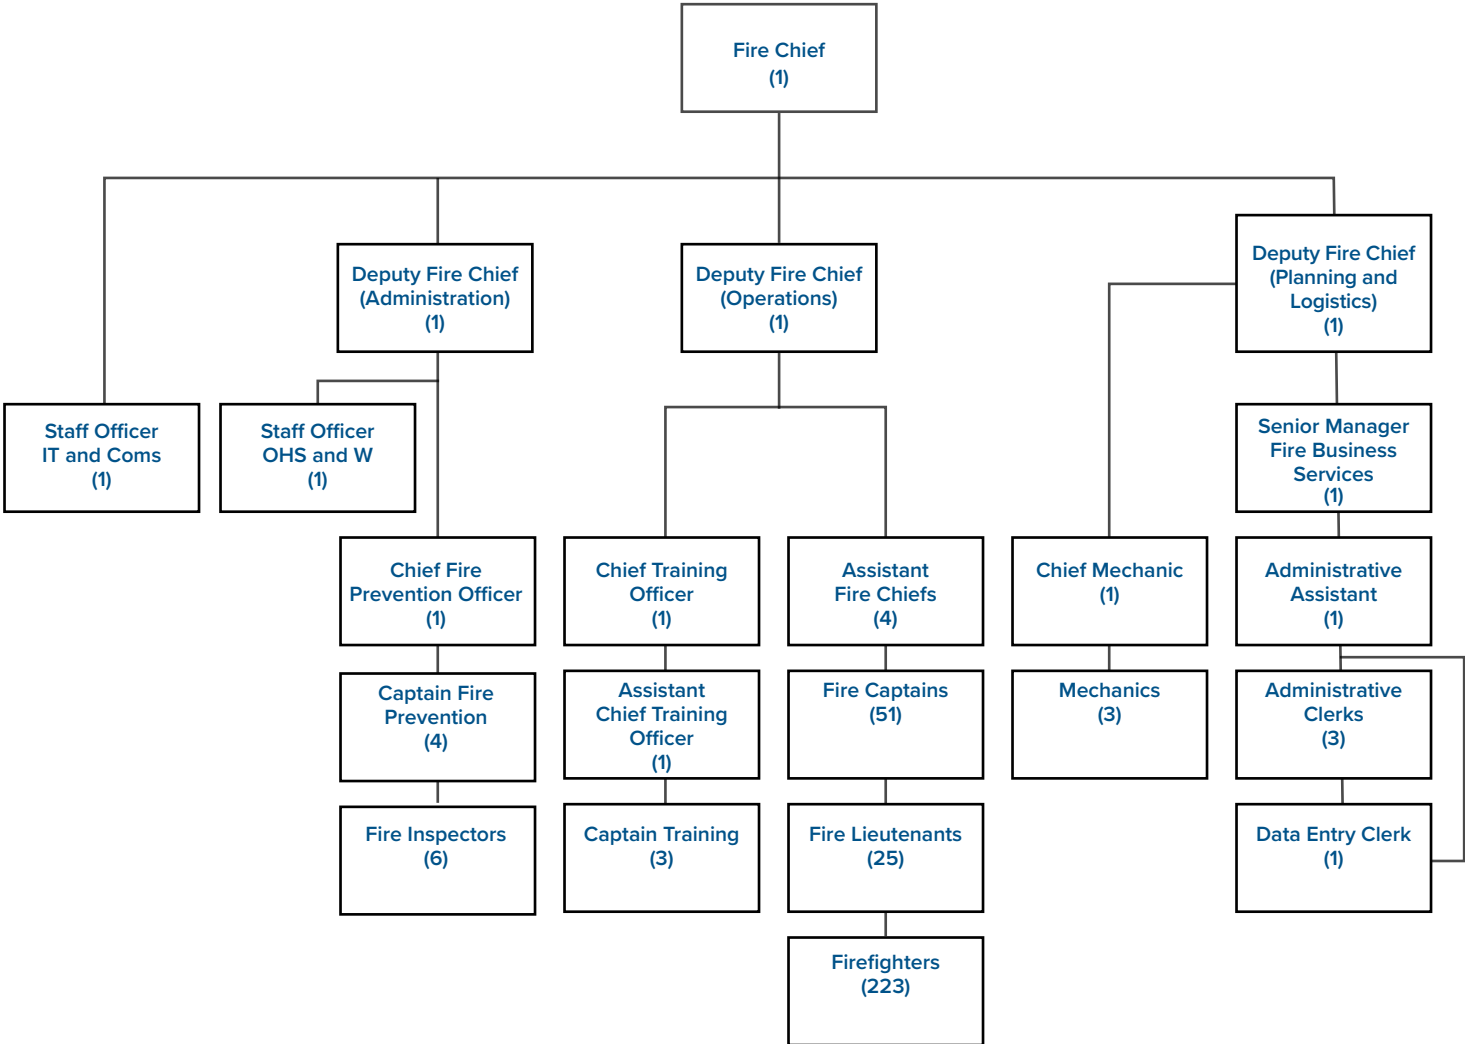 Fire Chief
(1)
Deputy Fire Chief
(Administration)
(1)
Deputy Fire Chief
(Operations)
(1)
Deputy Fire Chief
(Planning and
Logistics)
(1)
Staff Officer
IT and Coms
(1)
Staff Officer
OHS and W
(1)
Senior Manager
Fire Business
Services
(1)
Chief Fire
Prevention Officer
(1)
Chief Training
Officer
(1)
Assistant
Fire Chiefs
(4)
Chief Mechanic
(1)
Administrative
Assistant
(1)
Captain Fire
Prevention
(4)
Assistant
Chief Training
Officer
(1)
Fire Captains
(51)
Mechanics
(3)
Administrative
Clerks
(3)
Fire Inspectors
(6)
Captain Training
(3)
Fire Lieutenants
(25)
Data Entry Clerk
(1)
Firefighters
(223)